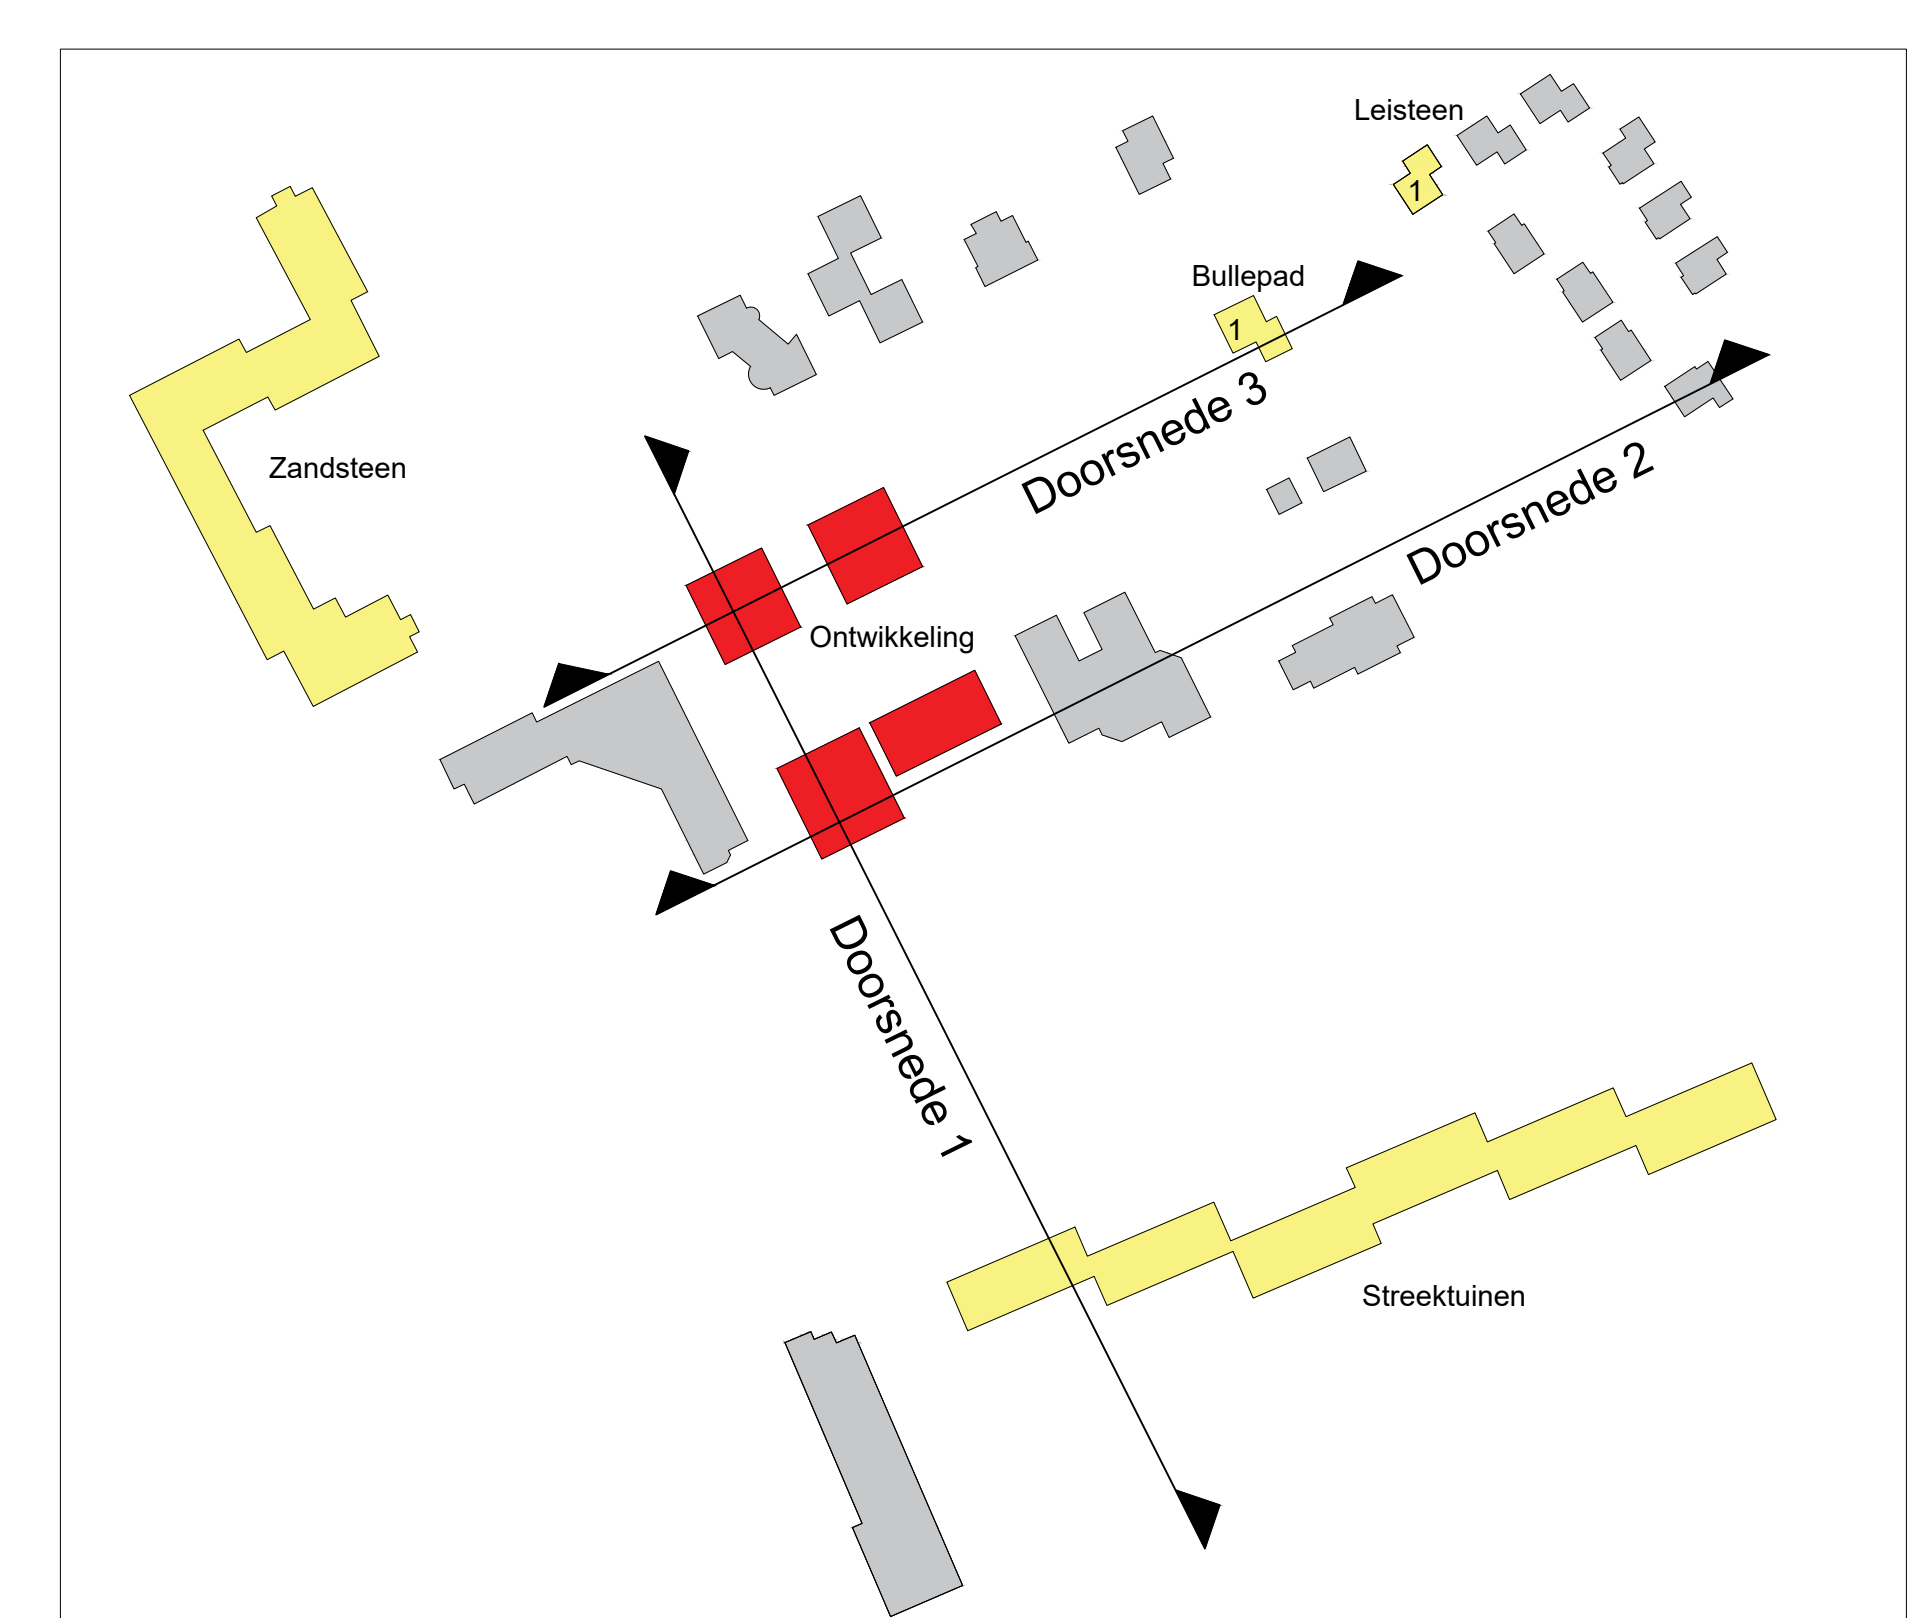 Leisteen
1
Bullepad
1
Doorsnede 3
Zandsteen
Doorsnede 2
Ontwikkeling
Doorsnede 1
Streektuinen